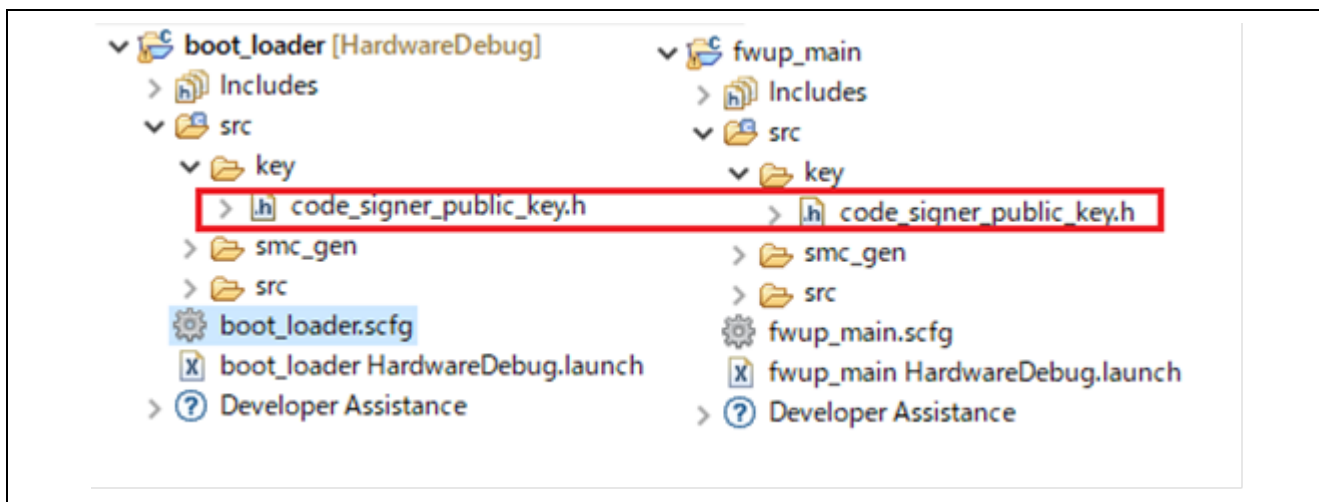 boot_loader [HardwareDebug]
Includes
src
key
code_signer_public_key.h
smc_gen
src
boot_loader.scfg
boot_loader HardwareDebug.launch
Developer Assistance
fwup_main
Includes
src
key
code_signer_public_key.h
smc_gen
src
fwup_main.scfg
fwup_main HardwareDebug.launch
Developer Assistance